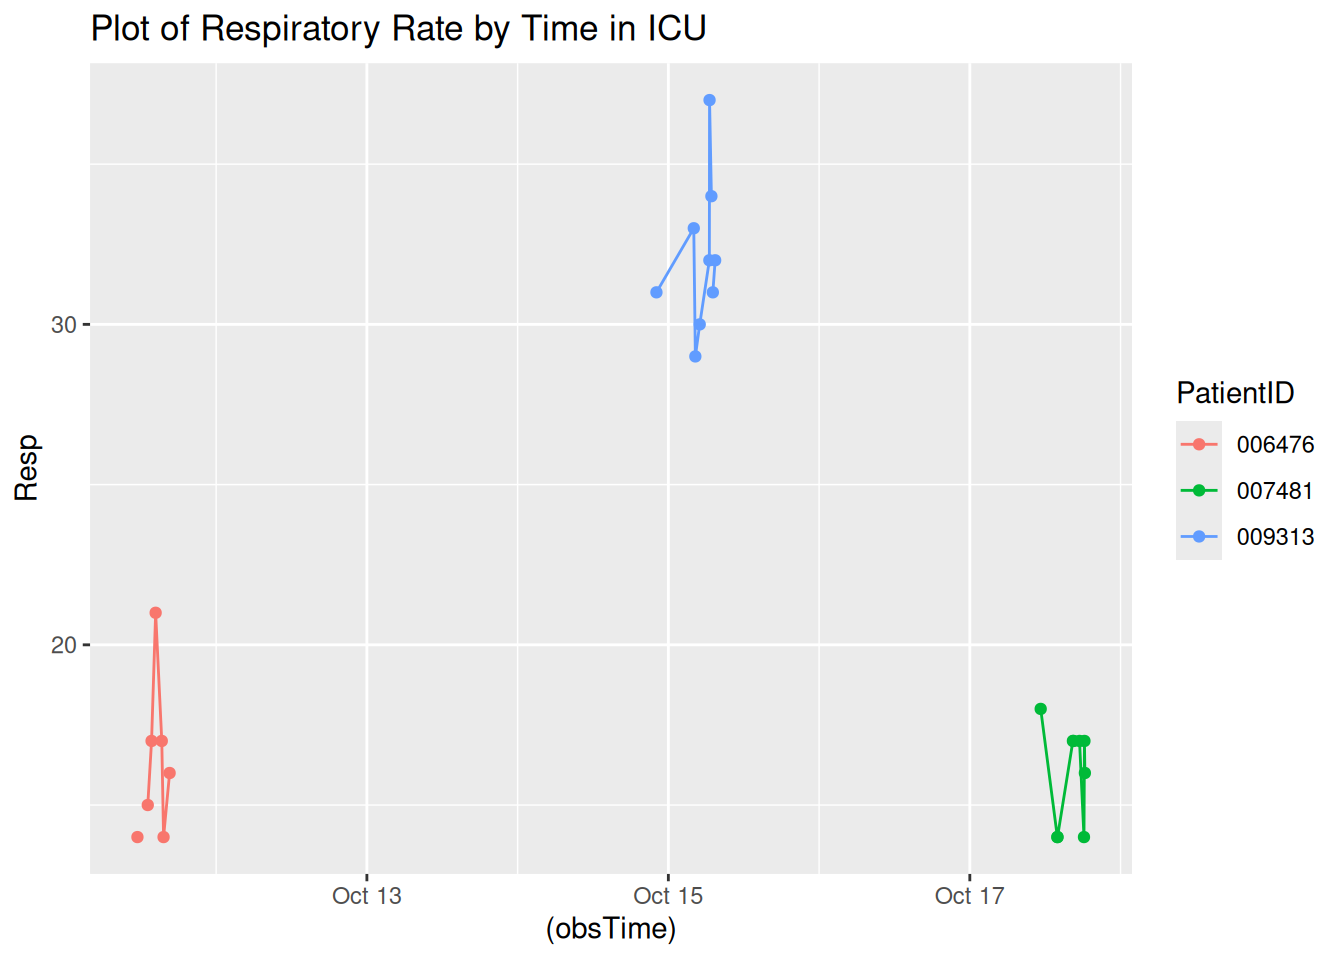 Plot of Respiratory Rate by Time in ICU
Resp
30
20
Oct 13
Oct 15
Oct 17
(obsTime)
PatientID
006476
007481
009313